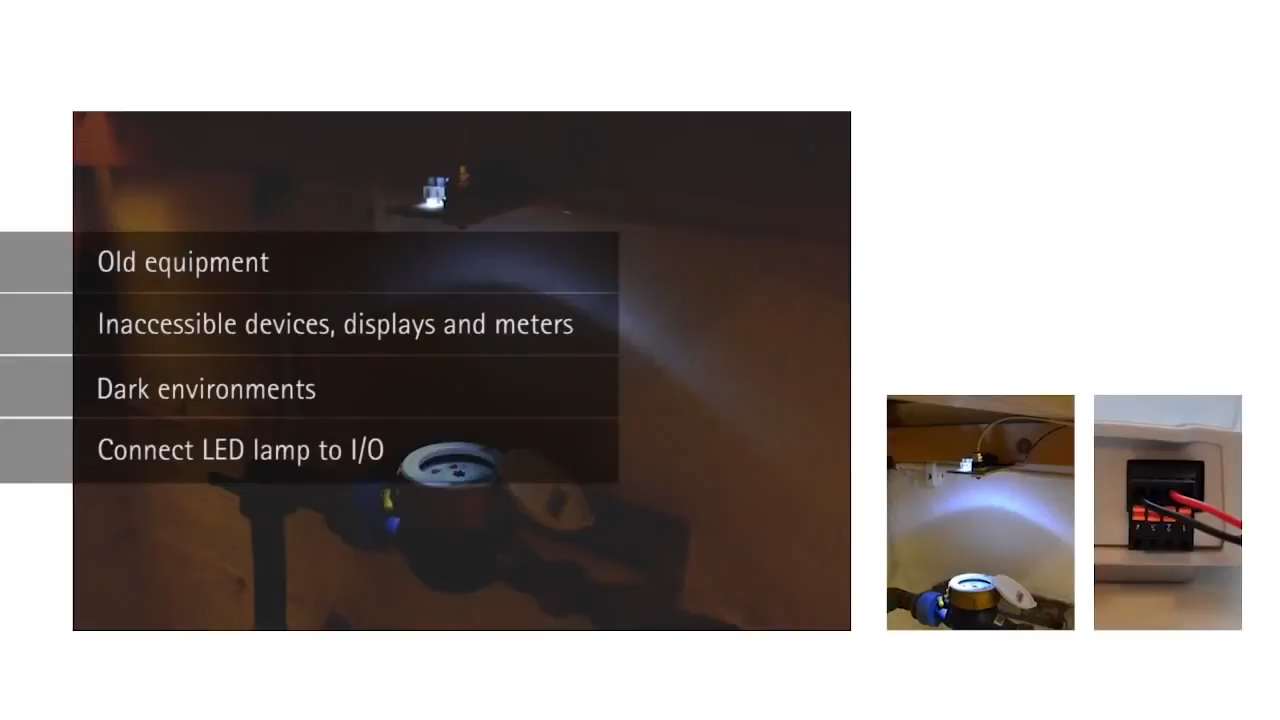 Old equipment
Inaccessible devices, displays and meters
Dark environments
Connect LED lamp to I/O